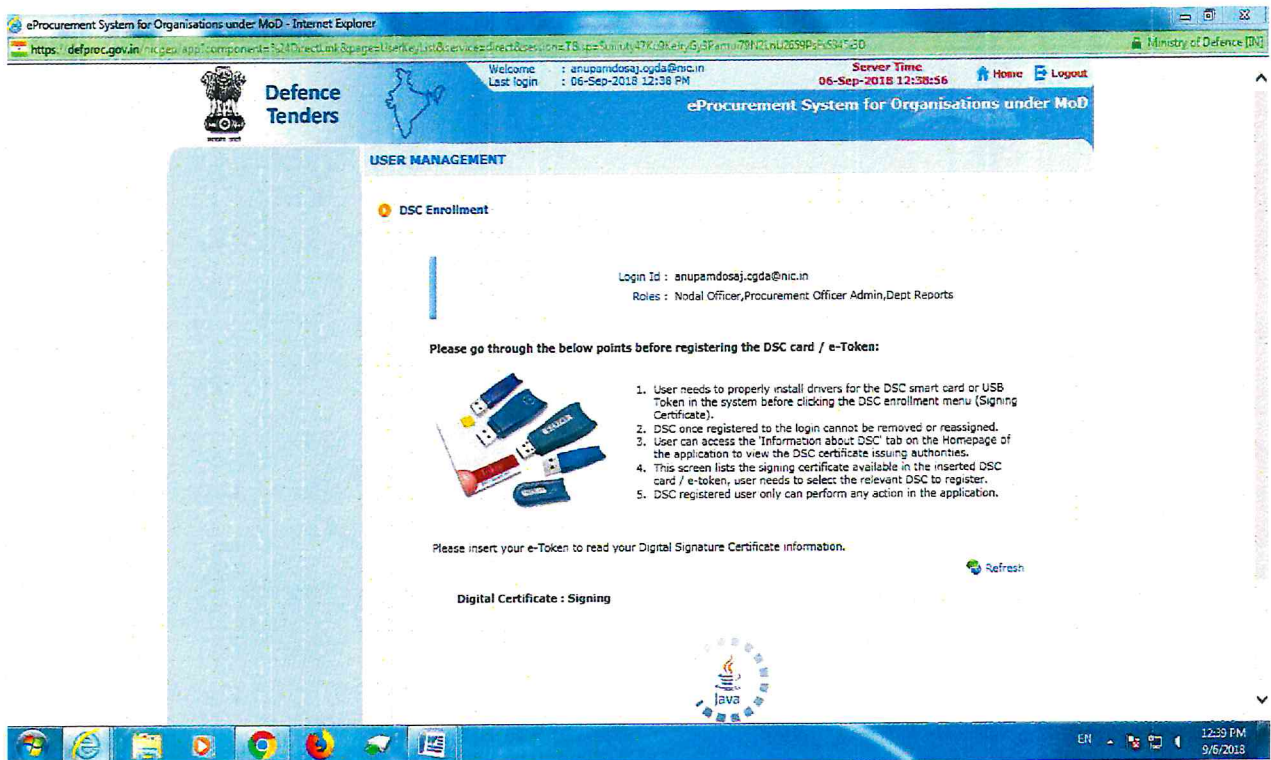 eProcurement System for Organisations under MoD - Internet Explorer
defproc.gov.in
Ministry of Defence [IN]
Welcome : anupamdosaj.cgda@nic.in
Last login : 06-Sep-2018 12:38 PM
Server Time
06-Sep-2018 12:38:56
Home Logout
Defence
Tenders
eProcurement System for Organisations under MoD
USER MANAGEMENT
DSC Enrollment
Login Id : anupamdosaj.cgda@nic.in
Roles : Nodal Officer,Procurement Officer Admin,Dept Reports
Please go through the below points before registering the DSC card / e-Token:
1. User needs to properly install drivers for the DSC smart card or USB
Token in the system before clicking the DSC enrollment menu (Signing
Certificate).
2. DSC once registered to the login cannot be removed or reassigned.
3. User can access the 'Information about DSC' tab on the Homepage of
the application to view the DSC certificate issuing authorities.
4. This screen lists the signing certificate available in the inserted DSC
card / e-token, user needs to select the relevant DSC to register.
5. DSC registered user only can perform any action in the application.
Please insert your e-Token to read your Digital Signature Certificate information.
Refresh
Digital Certificate : Signing
Java
EN
12:39 PM
9/6/2018